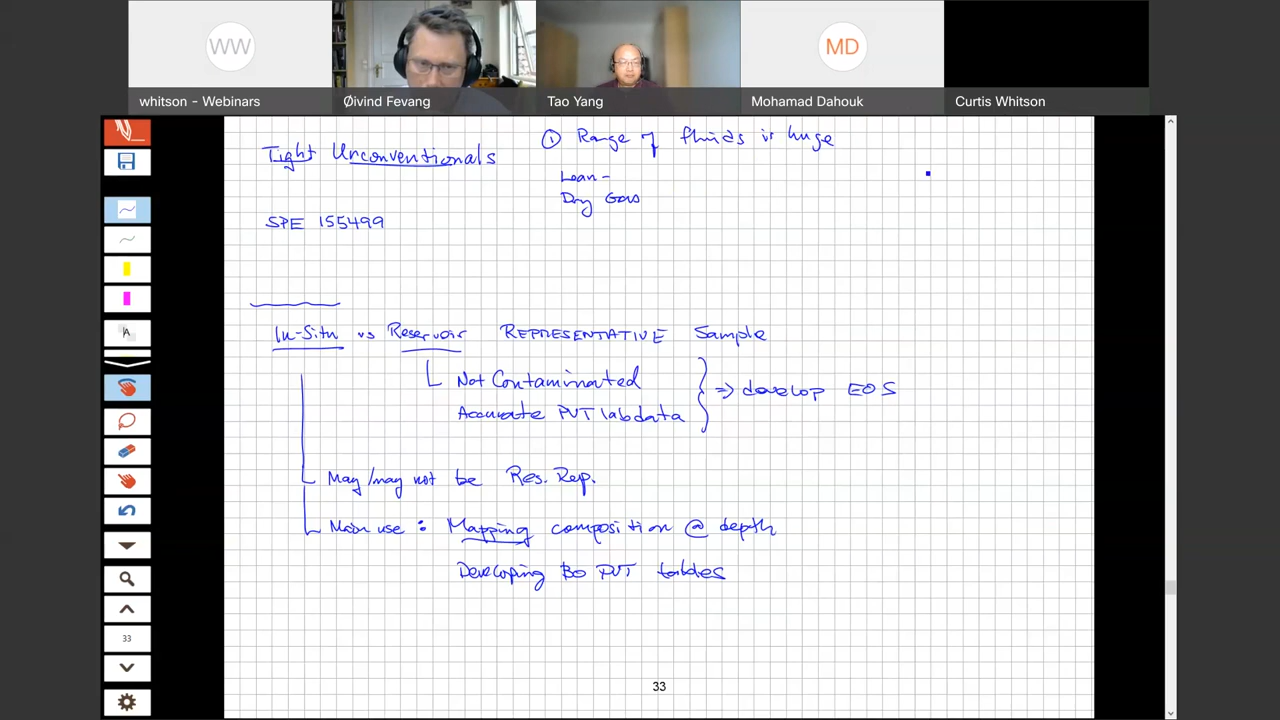 WW
MD
whitson - Webinars
Øivind Fevang
Tao Yang
Mohamad Dahouk
Curtis Whitson
Tight Unconventionals
① Range of fluids is huge
Lean -
Dry Gas
SPE 155499
In-Situ vs Reservoir REPRESENTATIVE Sample
Not Contaminated
Accurate PVT lab data
⇒ develop EOS
May/may not be Res. Rep.
Main use : Mapping composition @ depth
Developing BO PVT tables
A
33
33